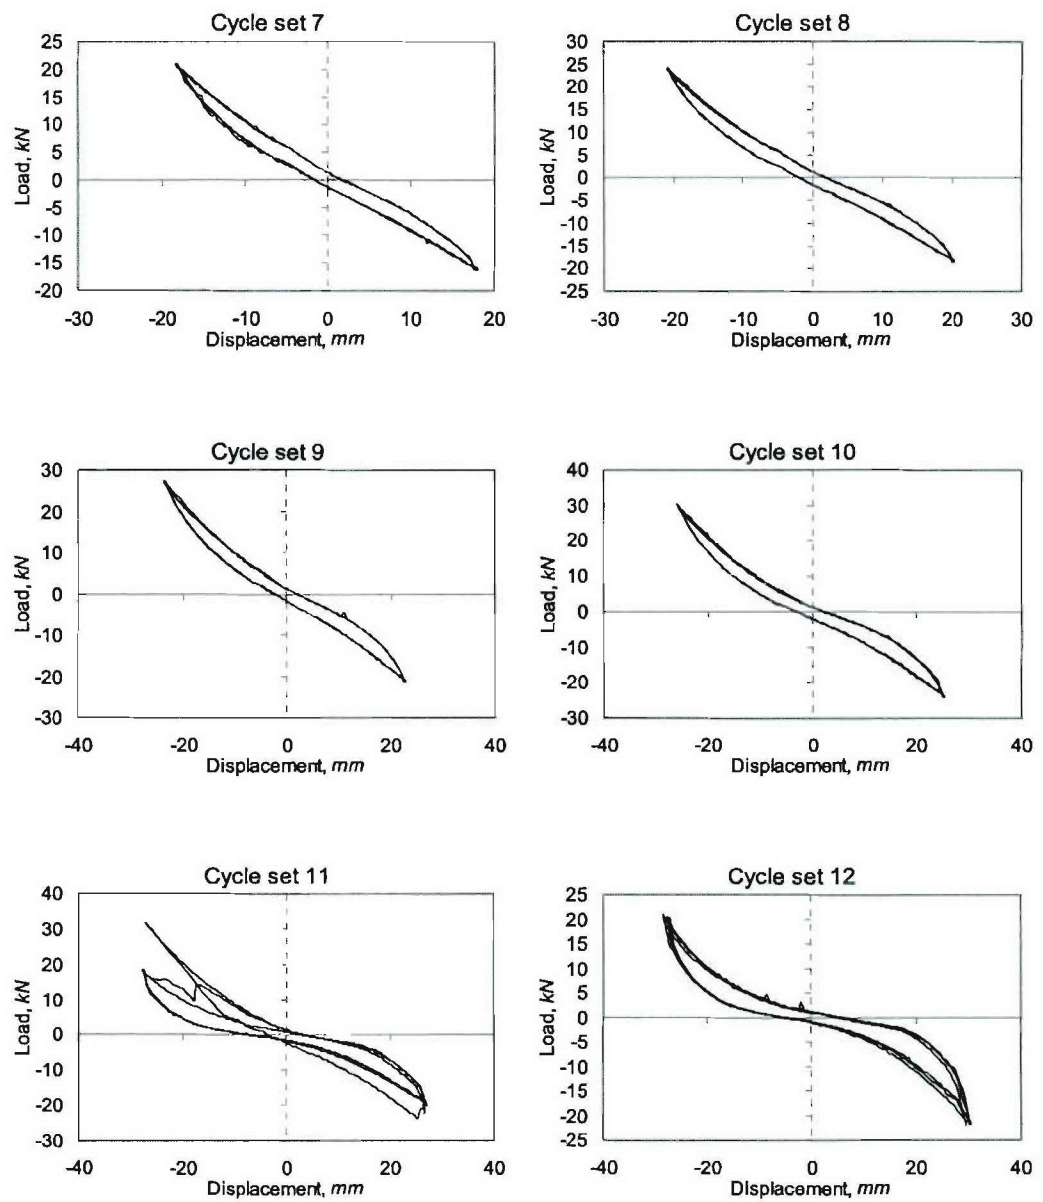 Cycle set 7
25
20
15
10
5
0
-5
-10
-15
-20
Load, kN
-30 -20 -10 0 10 20
Displacement, mm
Cycle set 8
30
25
20
15
10
5
0
-5
-10
-15
-20
-25
Load, kN
-30 -20 -10 0 10 20 30
Displacement, mm
Cycle set 9
30
20
10
0
-10
-20
-30
Load, kN
-40 -20 0 20 40
Displacement, mm
Cycle set 10
40
30
20
10
0
-10
-20
-30
Load, kN
-40 -20 0 20 40
Displacement, mm
Cycle set 11
40
30
20
10
0
-10
-20
-30
Load, kN
-40 -20 0 20 40
Displacement, mm
Cycle set 12
25
20
15
10
5
0
-5
-10
-15
-20
-25
Load, kN
-40 -20 0 20 40
Displacement, mm